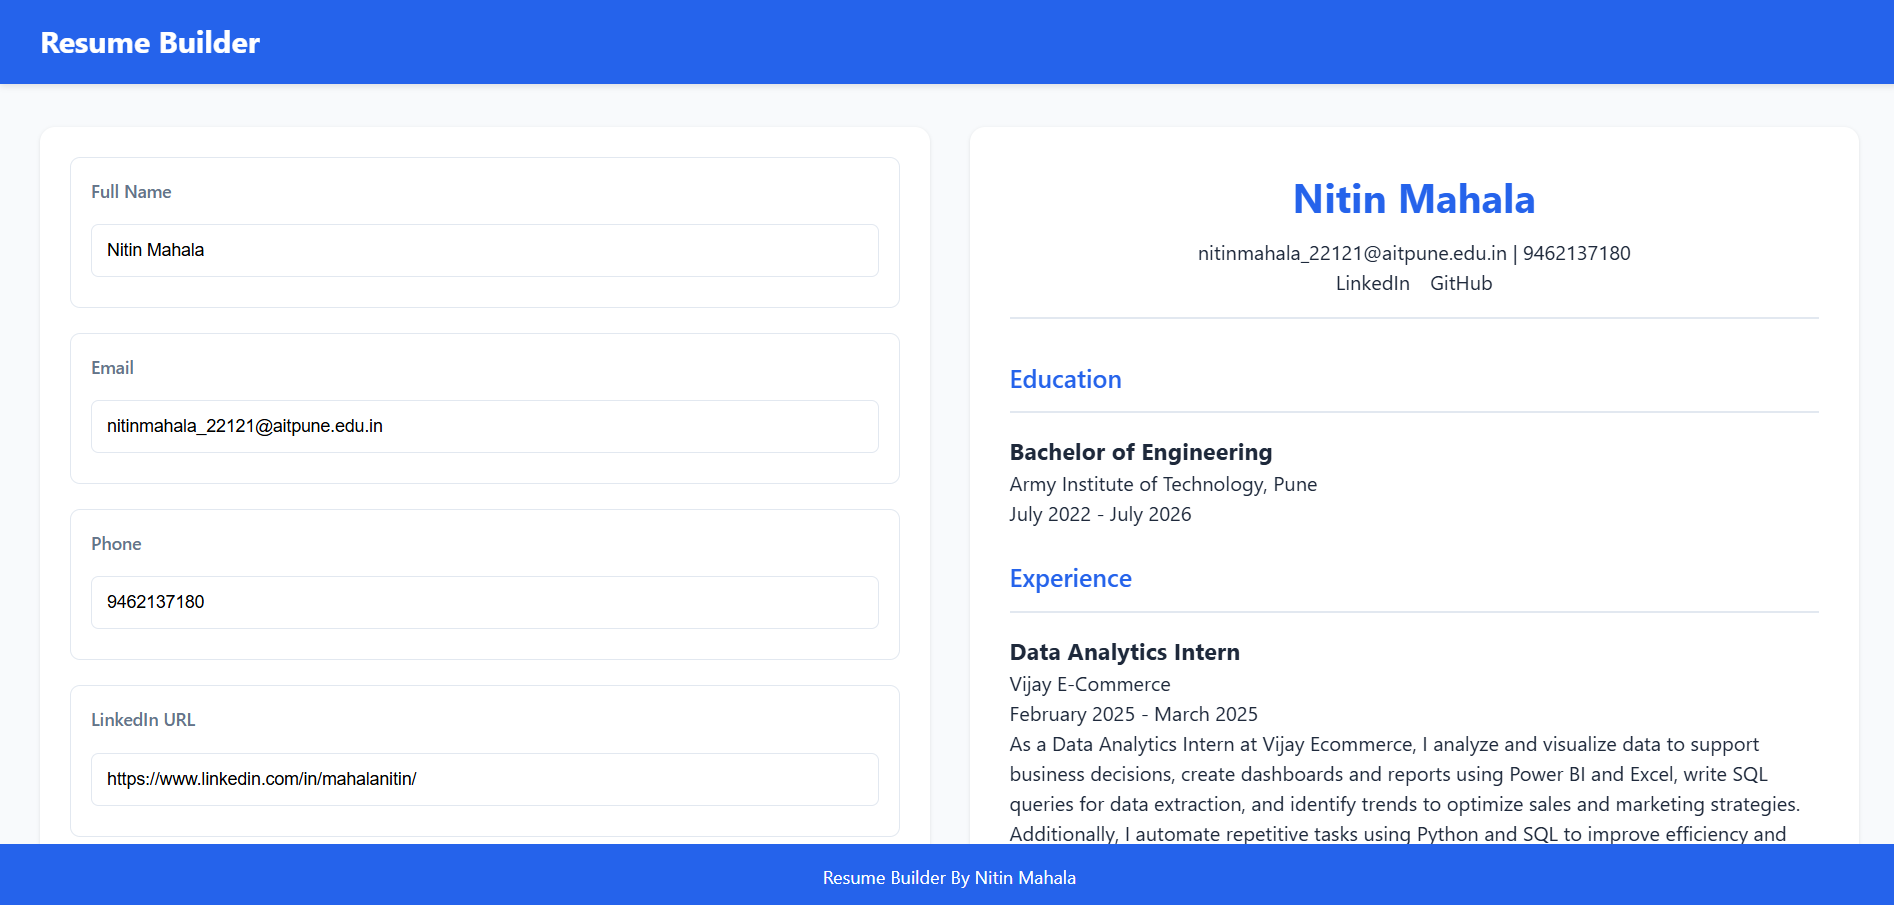 Resume Builder
Full Name
Nitin Mahala
Email
nitinmahala_22121@aitpune.edu.in
Phone
9462137180
LinkedIn URL
https://www.linkedin.com/in/mahalanitin/
Nitin Mahala
nitinmahala_22121@aitpune.edu.in | 9462137180
LinkedIn GitHub
Education
Bachelor of Engineering
Army Institute of Technology, Pune
July 2022 - July 2026
Experience
Data Analytics Intern
Vijay E-Commerce
February 2025 - March 2025
As a Data Analytics Intern at Vijay Ecommerce, I analyze and visualize data to support
business decisions, create dashboards and reports using Power BI and Excel, write SQL
queries for data extraction, and identify trends to optimize sales and marketing strategies.
Additionally, I automate repetitive tasks using Python and SQL to improve efficiency and
Resume Builder By Nitin Mahala